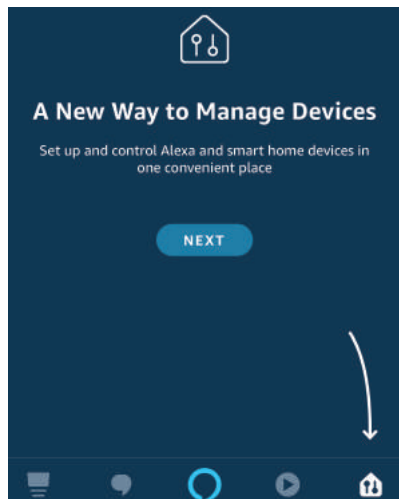 A New Way to Manage Devices
Set up and control Alexa and smart home devices in
one convenient place
NEXT